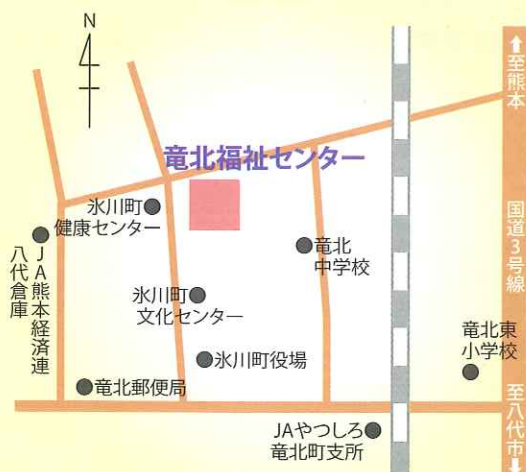 N
↑至熊本
竜北福祉センター
氷川町
健康センター
JA熊本経済連
八代倉庫
竜北
中学校
国道3号線
氷川町
文化センター
竜北東
小学校
氷川町役場
竜北郵便局
至八代市↓
JAやつしろ
竜北町支所